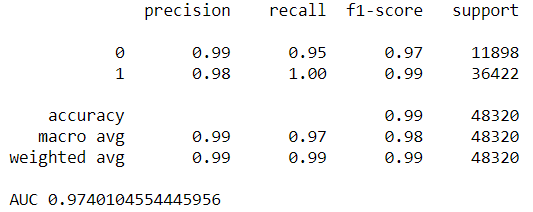 precision recall f1-score support
0 0.99 0.95 0.97 11898
1 0.98 1.00 0.99 36422
accuracy 0.99 48320
macro avg 0.99 0.97 0.98 48320
weighted avg 0.99 0.99 0.99 48320
AUC 0.9740104554445956